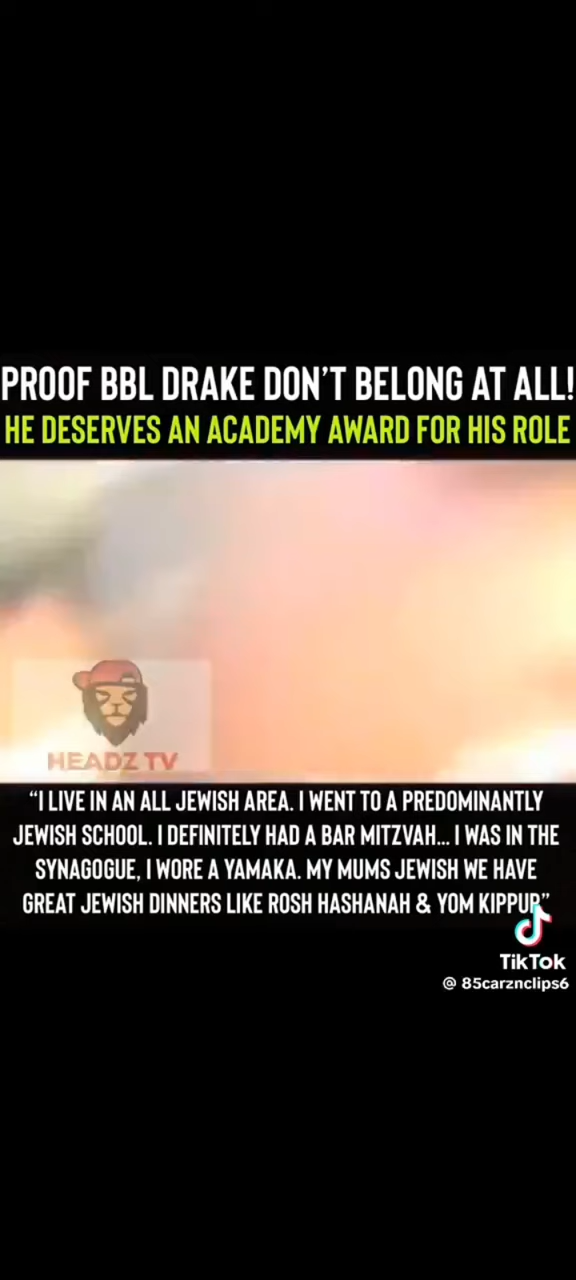 PROOF BBL DRAKE DON'T BELONG AT ALL!
HE DESERVES AN ACADEMY AWARD FOR HIS ROLE
HEADZ TV
"I LIVE IN AN ALL JEWISH AREA. I WENT TO A PREDOMINANTLY
JEWISH SCHOOL. I DEFINITELY HAD A BAR MITZVAH... I WAS IN THE
SYNAGOGUE, I WORE A YAMAKA. MY MUMS JEWISH WE HAVE
GREAT JEWISH DINNERS LIKE ROSH HASHANAH & YOM KIPPUR"
TikTok
@ 85carznclips6